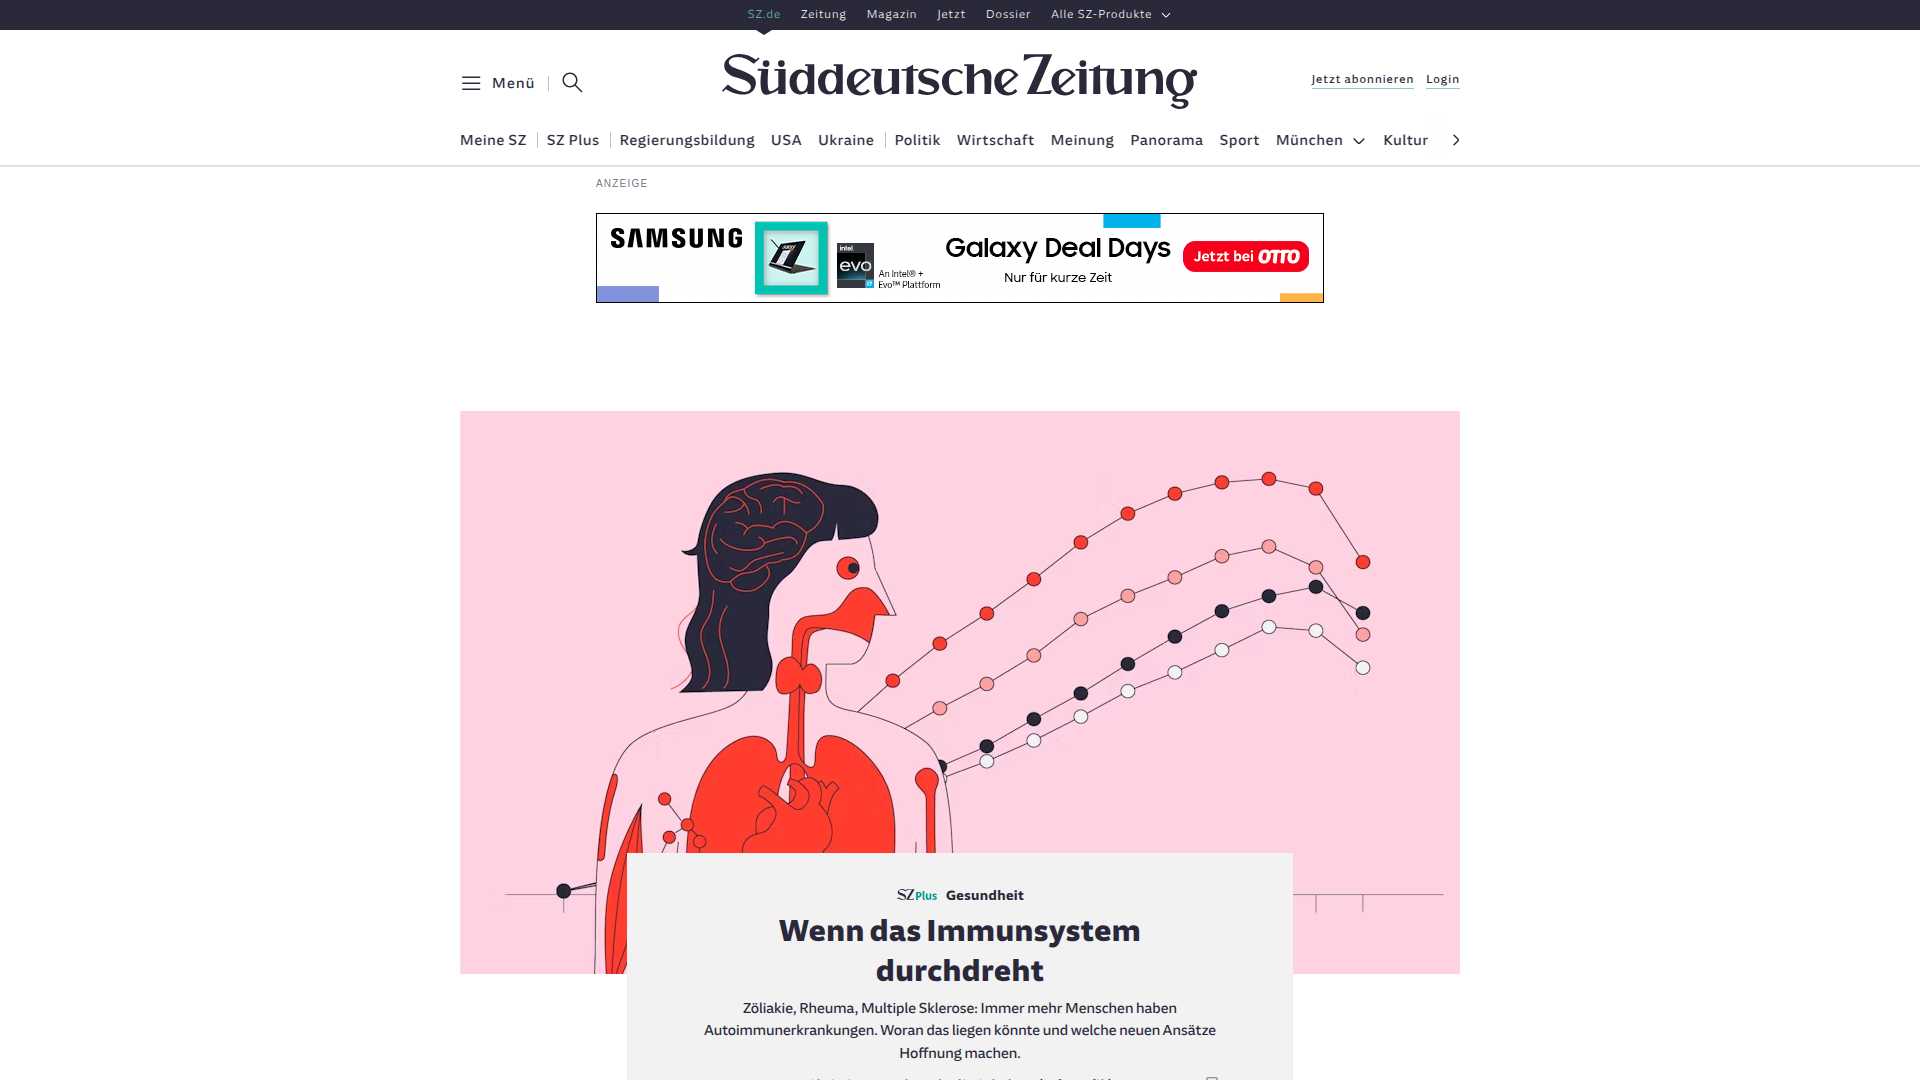 SZ.de Zeitung Magazin Jetzt Dossier Alle SZ-Produkte
Menü
Süddeutsche Zeitung
Jetzt abonnieren Login
Meine SZ SZ Plus Regierungsbildung USA Ukraine Politik Wirtschaft Meinung Panorama Sport München Kultur
ANZEIGE
SAMSUNG
intel
evo
An Intel® +
Evo™ Plattform
Galaxy Deal Days
Nur für kurze Zeit
Jetzt bei OTTO
SZ Plus Gesundheit
Wenn das Immunsystem
durchdreht
Zöliakie, Rheuma, Multiple Sklerose: Immer mehr Menschen haben
Autoimmunerkrankungen. Woran das liegen könnte und welche neuen Ansätze
Hoffnung machen.